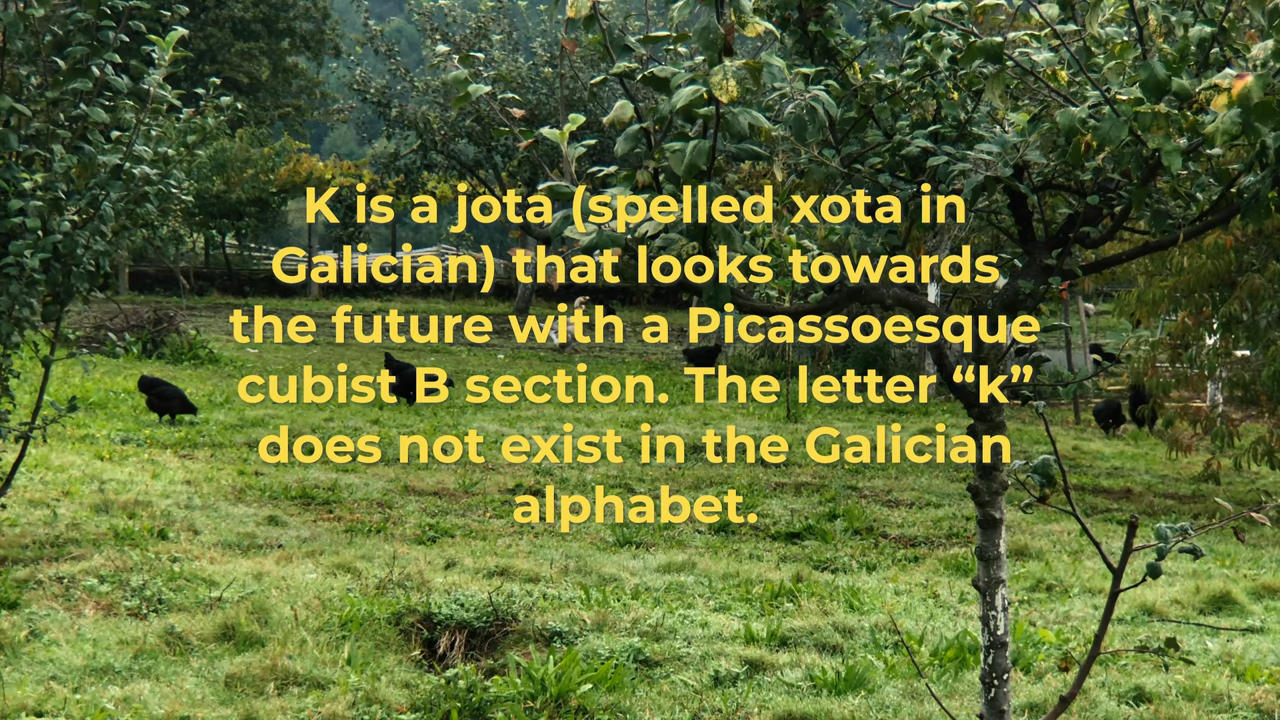 K is a jota (spelled xota in
Galician) that looks towards
the future with a Picassoesque
cubist B section. The letter “k”
does not exist in the Galician
alphabet.